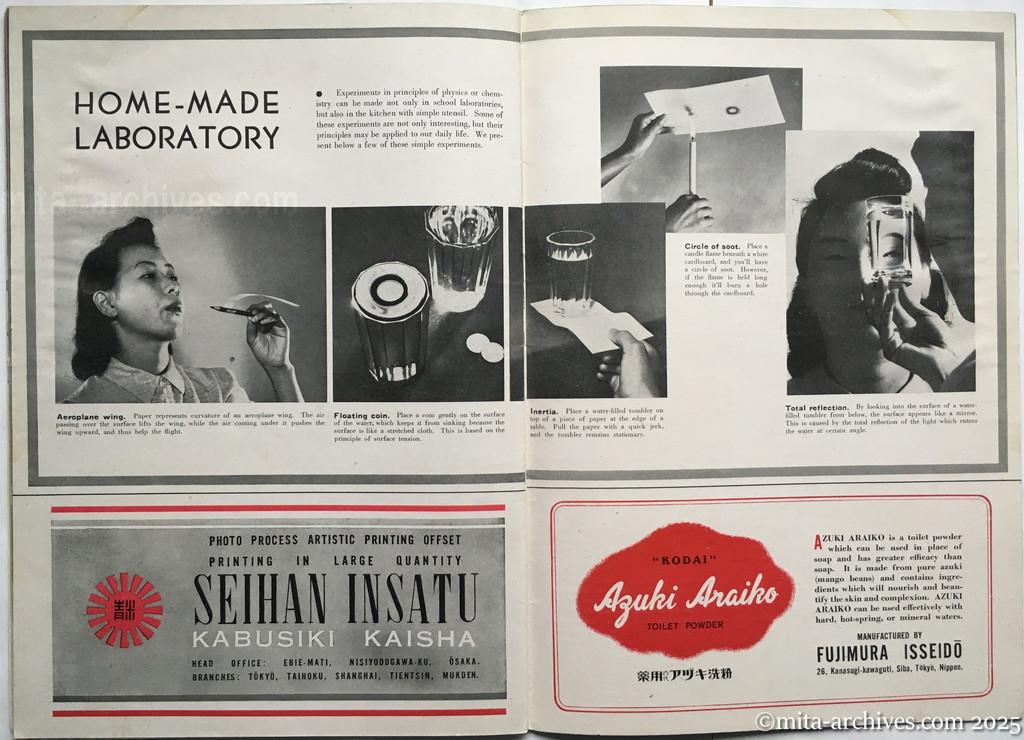 HOME-MADE
LABORATORY
● Experiments in principles of physics or chem-
istry can be made not only in school laboratories,
but also in the kitchen with simple utensil. Some of
these experiments are not only interesting, but their
principles may be applied to our daily life. We pre-
sent below a few of these simple experiments.
mita-archives.com
Aeroplane wing. Paper represents curvature of an aeroplane wing. The air
passing over the surface lifts the wing, while the air coming under it pushes the
wing upward, and thus help the flight.
Floating coin. Place a coin gently on the surface
of the water, which keeps it from sinking because the
surface is like a stretched cloth. This is based on the
principle of surface tension.
Inertia. Place a water-filled tumbler on
top of a piece of paper at the edge of a
table. Pull the paper with a quick jerk,
and the tumbler remains stationary.
Circle of soot. Place a
candle flame beneath a white
cardboard, and you'll have
a circle of soot. However,
if the flame is held long
enough it'll burn a hole
through the cardboard.
Total reflection. By looking into the surface of a water-
filled tumbler from below, the surface appears like a mirror.
This is caused by the total reflection of the light which enters
the water at certain angle.
PHOTO PROCESS ARTISTIC PRINTING OFFSET
PRINTING IN LARGE QUANTITY
SEIHAN INSATU
KABUSIKI KAISHA
HEAD OFFICE: EBIE-MATI, NISIYODOGAWA-KU, ŌSAKA.
BRANCHES: TŌKYŌ, TAIHOKU, SHANGHAI, TIENTSIN, MUKDEN.
"KODAI"
Azuki Araiko
TOILET POWDER
アヅキ洗粉
AZUKI ARAIKO is a toilet powder
which can be used in place of
soap and has greater efficacy than
soap. It is made from pure azuki
(mango beans) and contains ingre-
dients which will nourish and beau-
tify the skin and complexion. AZUKI
ARAIKO can be used effectively with
hard, hot-spring, or mineral waters.
MANUFACTURED BY
FUJIMURA ISSEIDŌ
26, Kanasugi-kawaguti, Siba, Tōkyō, Nippon.
©mita-archives.com 2025